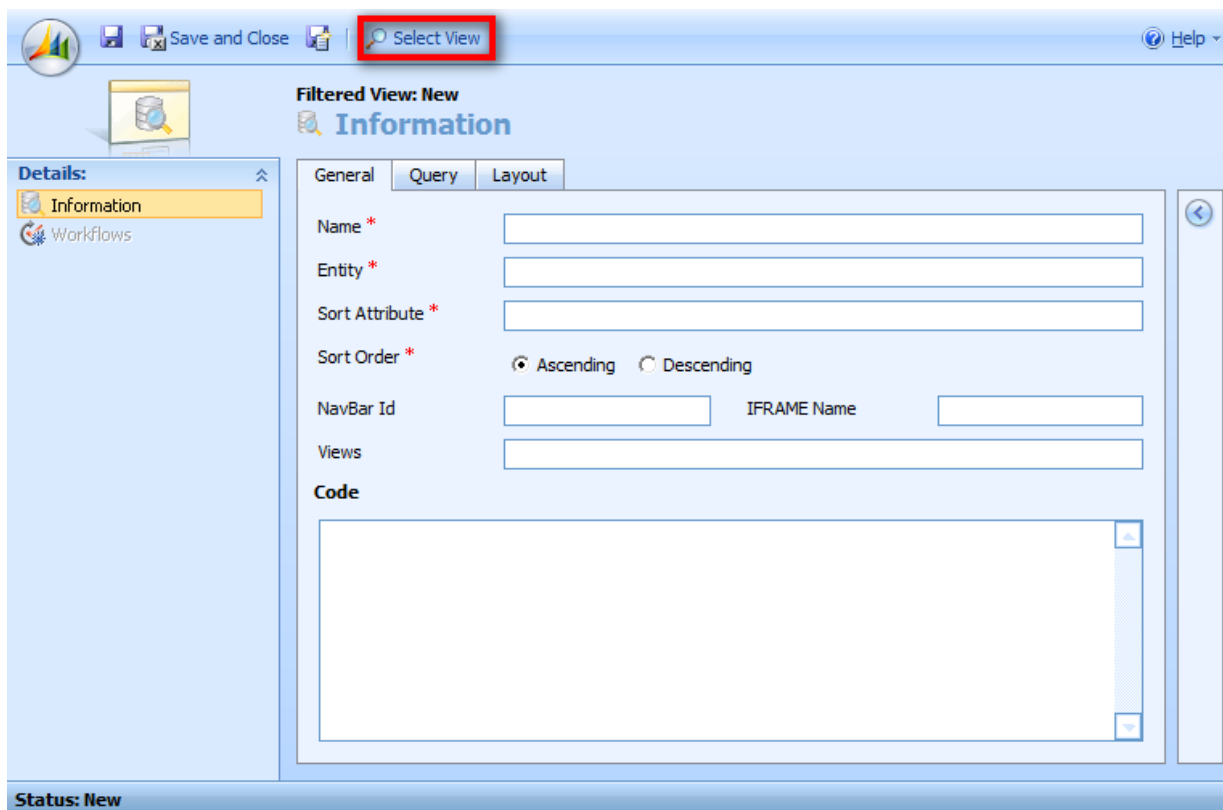 Save and Close Select View Help
Filtered View: New
Information
Details:
Information
Workflows
General Query Layout
Name *
Entity *
Sort Attribute *
Sort Order * Ascending Descending
NavBar Id IFRAME Name
Views
Code
Status: New